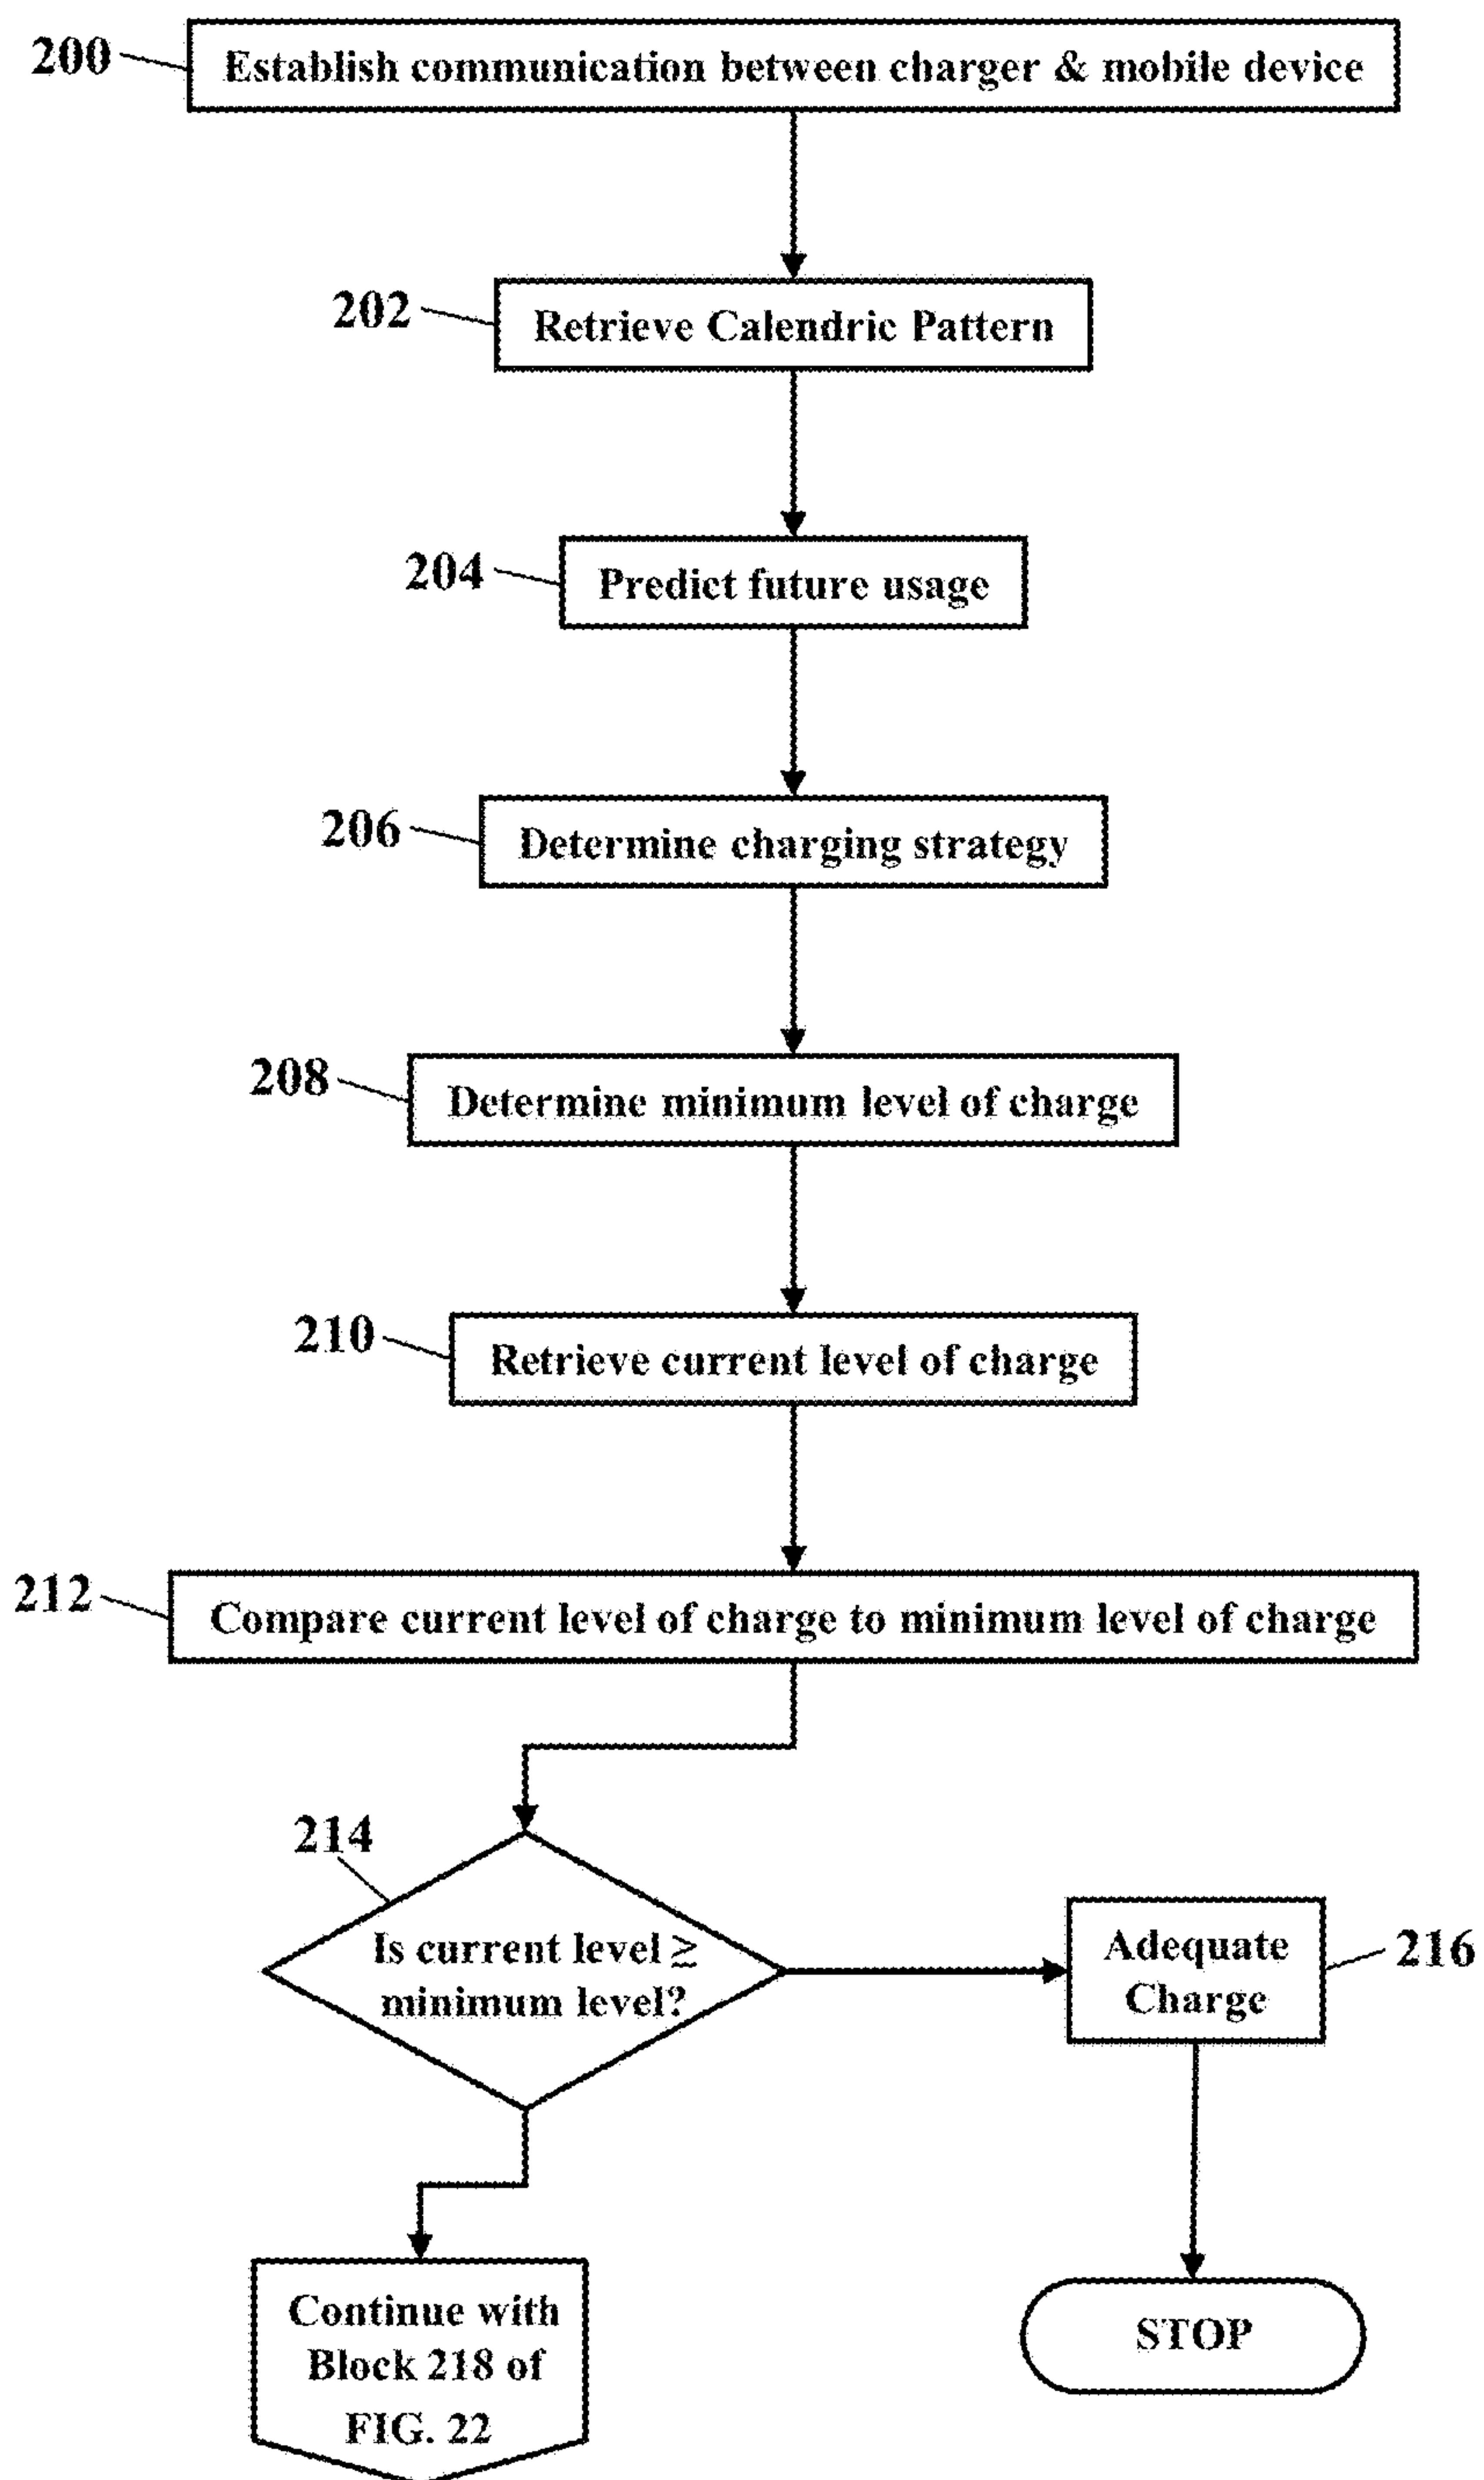 200
Establish communication between charger & mobile device
202
Retrieve Calendric Pattern
204
Predict future usage
206
Determine charging strategy
208
Determine minimum level of charge
210
Retrieve current level of charge
212
Compare current level of charge to minimum level of charge
214
Is current level ≥
minimum level?
Adequate
Charge
216
Continue with
Block 218 of
FIG. 22
STOP